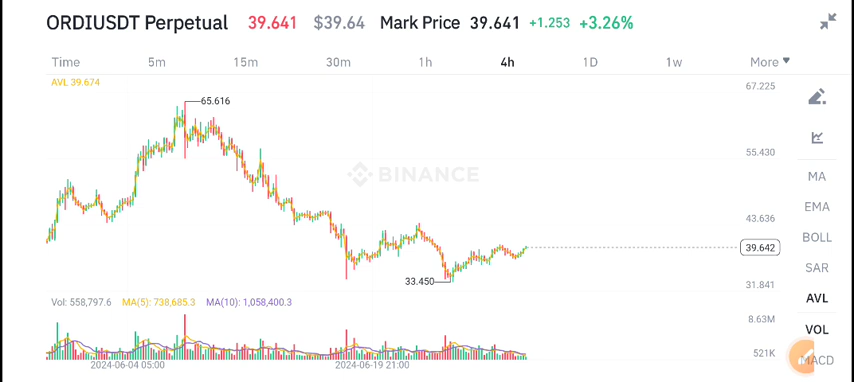 ORDIUSDT Perpetual 39.641 $39.64 Mark Price 39.641 +1.253 +3.26%
Time 5m 15m 30m 1h 4h 1D 1w More
AVL 39.674
67.225
65.616
55.430
BINANCE
MA
EMA
43.636
BOLL
39.642
SAR
33.450
31.841
AVL
Vol: 558,797.6 MA(5): 738,685.3 MA(10): 1,058,400.3
8.63M
VOL
521K
MACD
2024-06-04 05:00 2024-06-19 21:00